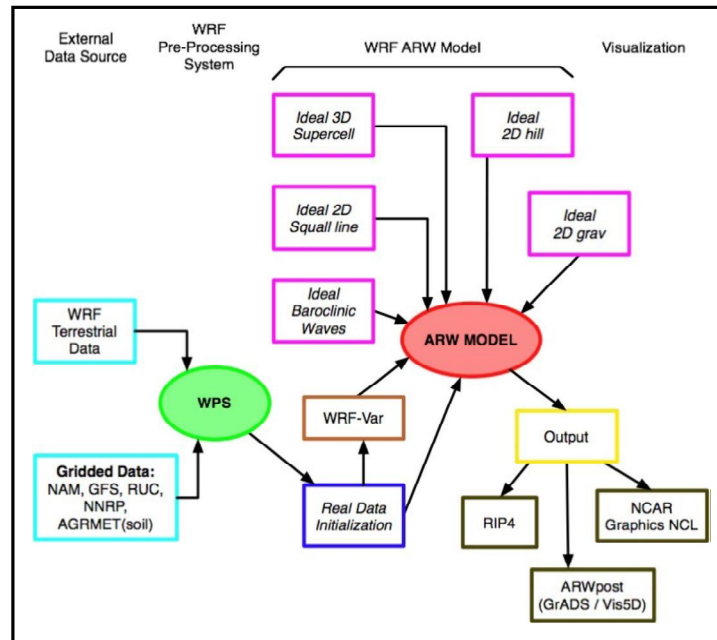 External
Data Source
WRF
Pre-Processing
System
WRF ARW Model
Visualization
Ideal 3D
Supercell
Ideal
2D hill
Ideal 2D
Squall line
Ideal
2D grav
Ideal
Baroclinic
Waves
WRF
Terrestrial
Data
ARW MODEL
WPS
WRF-Var
Output
Gridded Data:
NAM, GFS, RUC,
NNRP,
AGRMET(soil)
Real Data
Initialization
RIP4
NCAR
Graphics NCL
ARWpost
(GrADS / Vis5D)